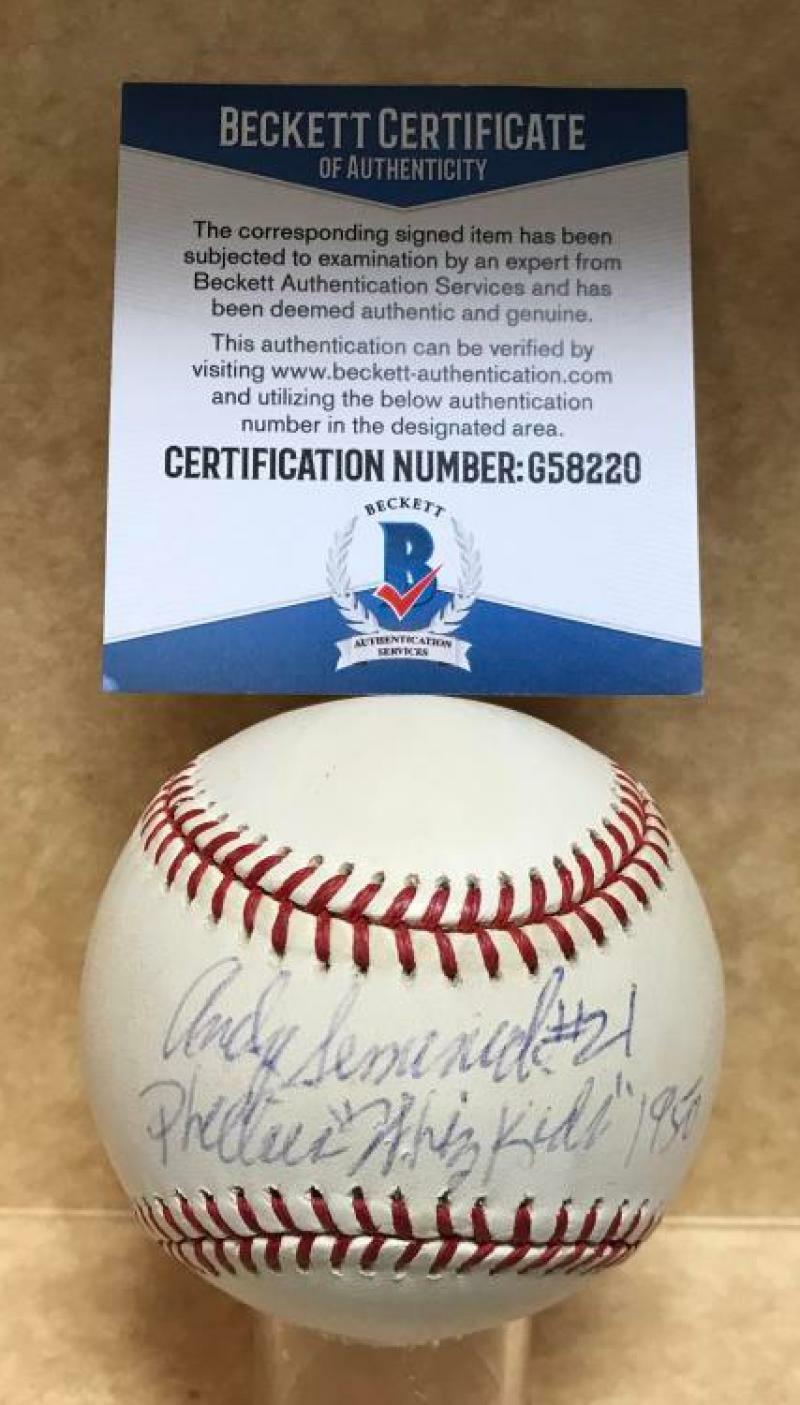 BECKETT CERTIFICATE
OF AUTHENTICITY
The corresponding signed item has been
subjected to examination by an expert from
Beckett Authentication Services and has
been deemed authentic and genuine.
This authentication can be verified by
visiting www.beckett-authentication.com
and utilizing the below authentication
number in the designated area.
CERTIFICATION NUMBER: G58220
BECKETT
B
AUTHENTICATION
SERVICES
Andy Seminick #21
Phillies "Whiz Kids" 1950